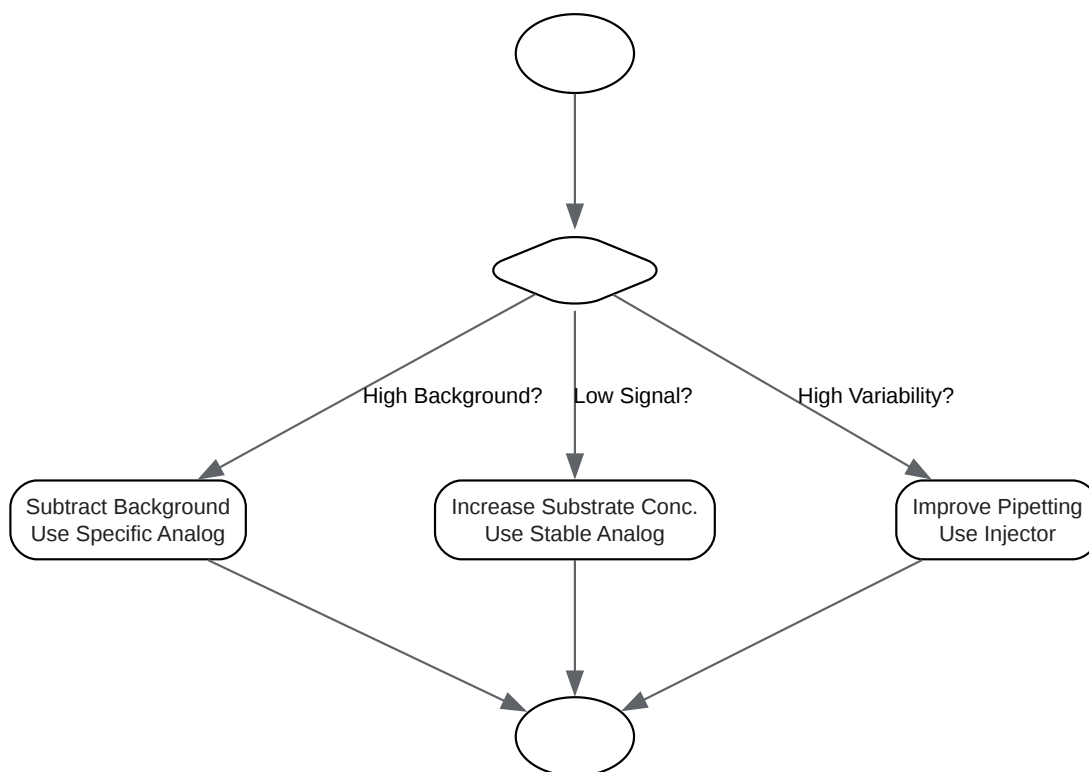 High Background?
Low Signal?
High Variability?
Subtract Background
Use Specific Analog
Increase Substrate Conc.
Use Stable Analog
Improve Pipetting
Use Injector